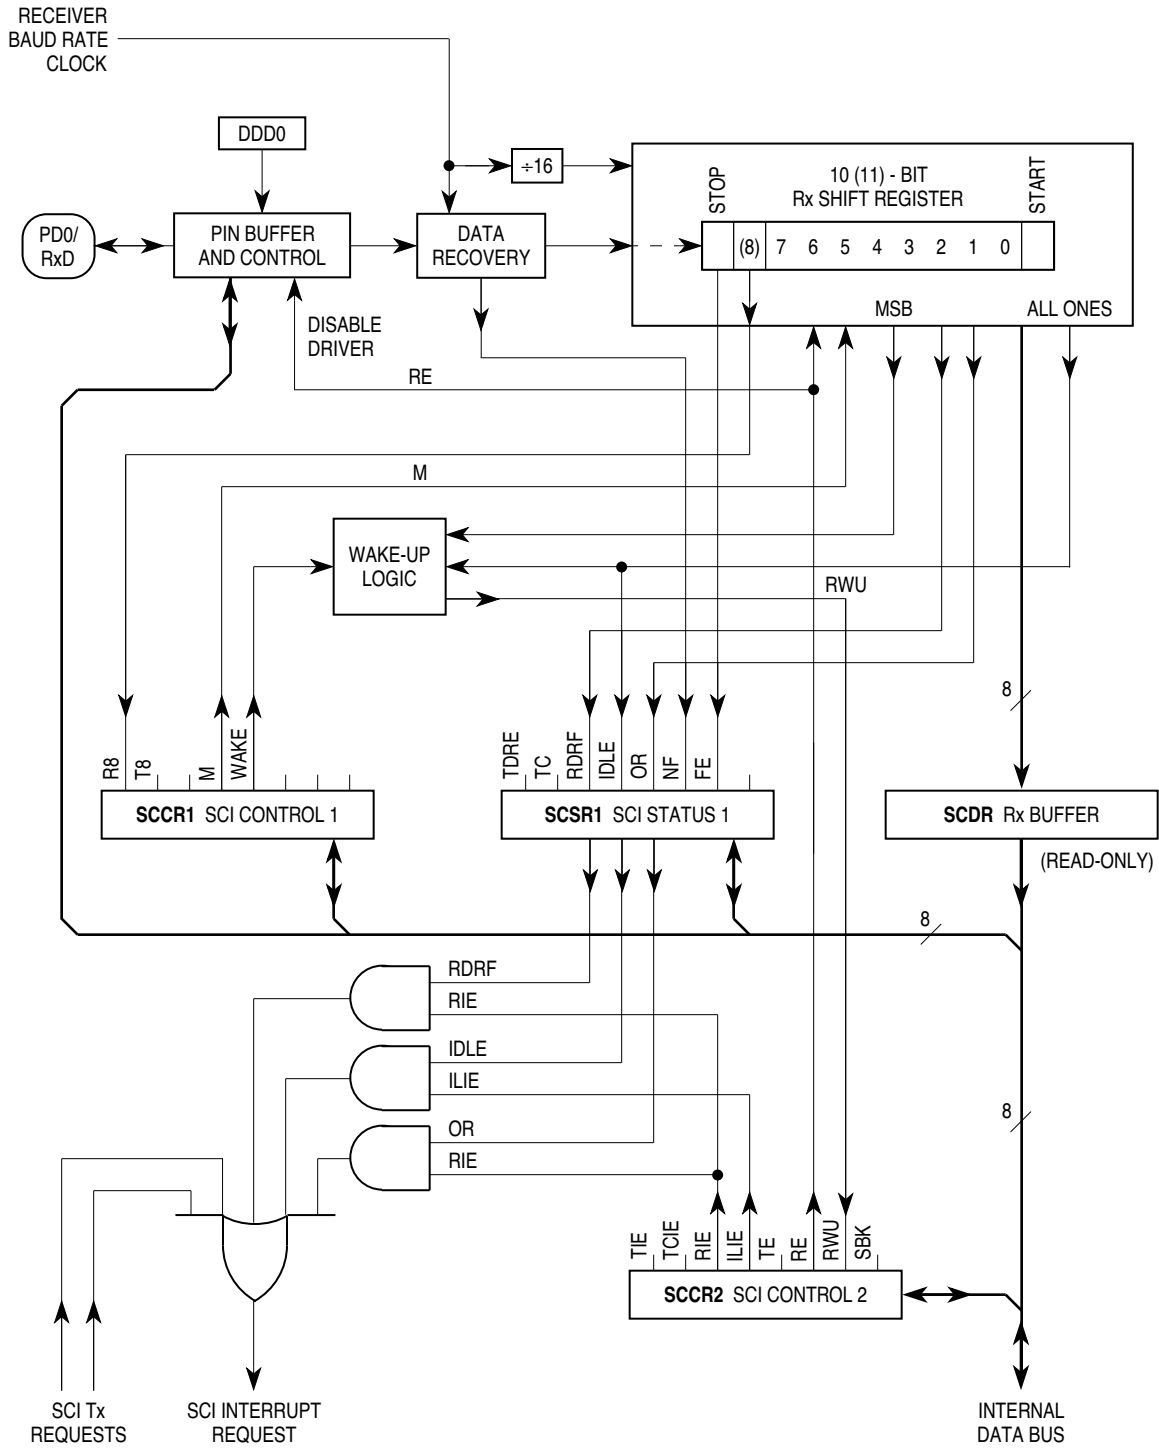 RECEIVER
BAUD RATE
CLOCK
DDD0
÷16
10 (11) - BIT
Rx SHIFT REGISTER
STOP
START
(8) 7 6 5 4 3 2 1 0
PD0/
RxD
PIN BUFFER
AND CONTROL
DATA
RECOVERY
MSB
ALL ONES
DISABLE
DRIVER
RE
M
WAKE-UP
LOGIC
RWU
8
R8
T8
M
WAKE
TDRE
TC
RDRF
IDLE
OR
NF
FE
SCCR1 SCI CONTROL 1
SCSR1 SCI STATUS 1
SCDR Rx BUFFER
(READ-ONLY)
8
RDRF
RIE
IDLE
ILIE
OR
RIE
8
TIE
TCIE
RIE
ILIE
TE
RE
RWU
SBK
SCCR2 SCI CONTROL 2
SCI Tx
REQUESTS
SCI INTERRUPT
REQUEST
INTERNAL
DATA BUS